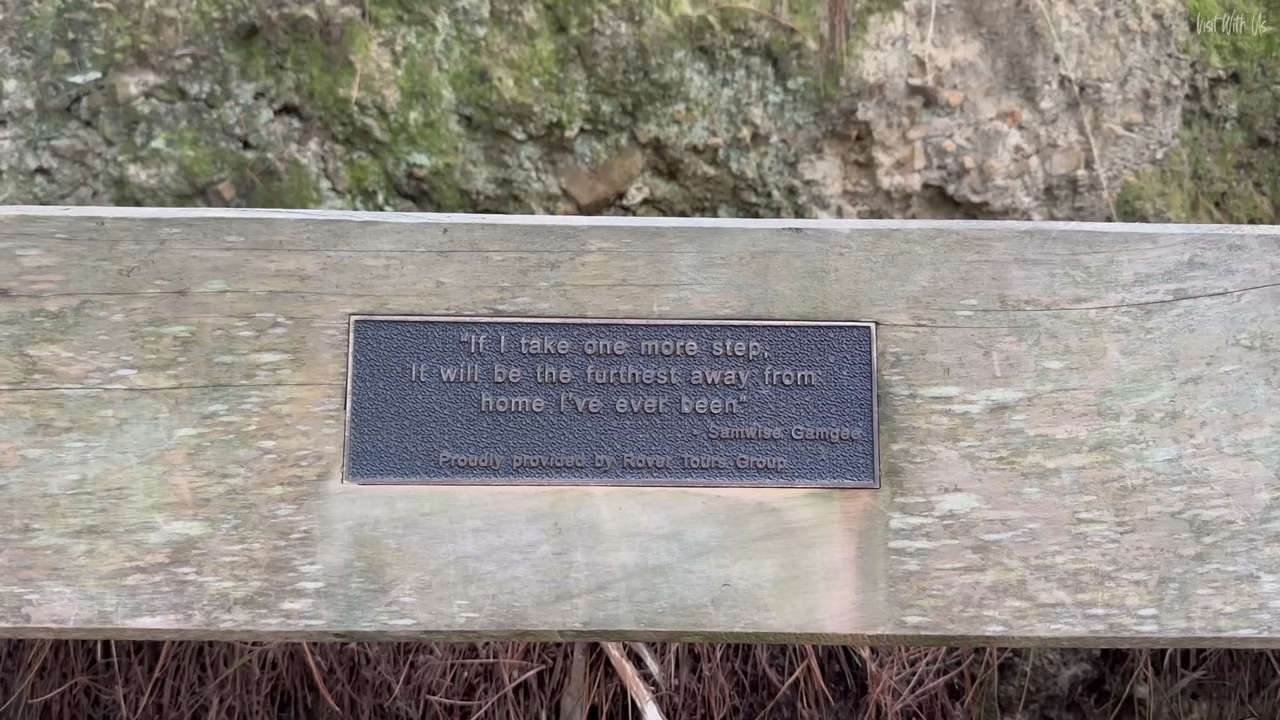 Visit With Us
"If I take one more step,
It will be the furthest away from
home I've ever been"
- Samwise Gamgee
Proudly provided by Rover Tours Group